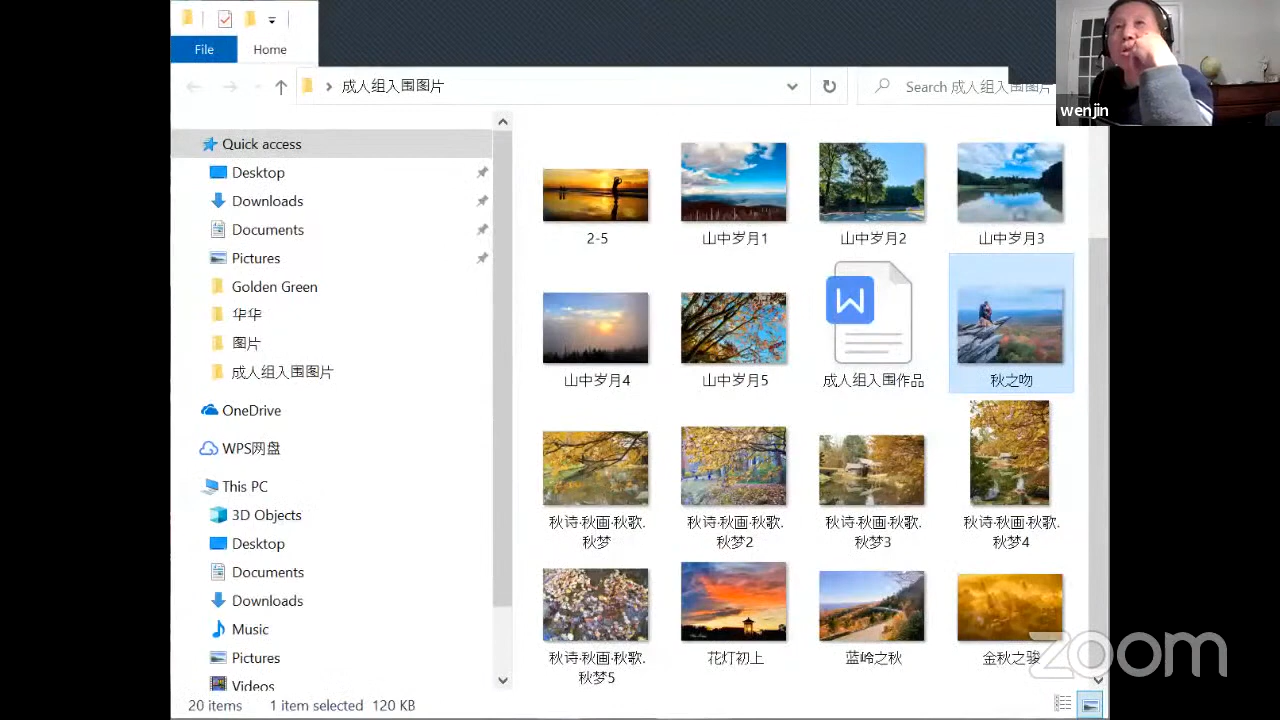 File Home
成人组入围图片
Search 成人组入围图片
wenjin
Quick access
Desktop
Downloads
Documents
Pictures
Golden Green
华华
图片
成人组入围图片
OneDrive
WPS网盘
This PC
3D Objects
Desktop
Documents
Downloads
Music
Pictures
Videos
2-5
山中岁月1
山中岁月2
山中岁月3
山中岁月4
山中岁月5
W
成人组入围作品
秋之吻
秋诗·秋画·秋歌.
秋梦
秋诗·秋画·秋歌.
秋梦2
秋诗·秋画·秋歌.
秋梦3
秋诗·秋画·秋歌.
秋梦4
秋诗·秋画·秋歌.
秋梦5
花灯初上
蓝岭之秋
金秋之骏
zoom
20 items 1 item selected 120 KB